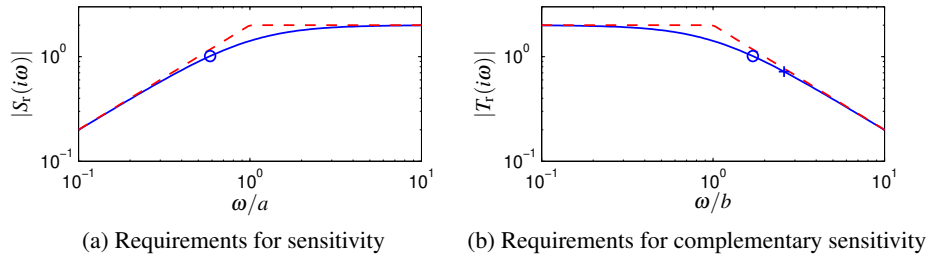 |S_r(iω)|
10^0
10^-1
10^-1
10^0
10^1
ω/a
(a) Requirements for sensitivity
|T_r(iω)|
10^0
10^-1
10^-1
10^0
10^1
ω/b
(b) Requirements for complementary sensitivity